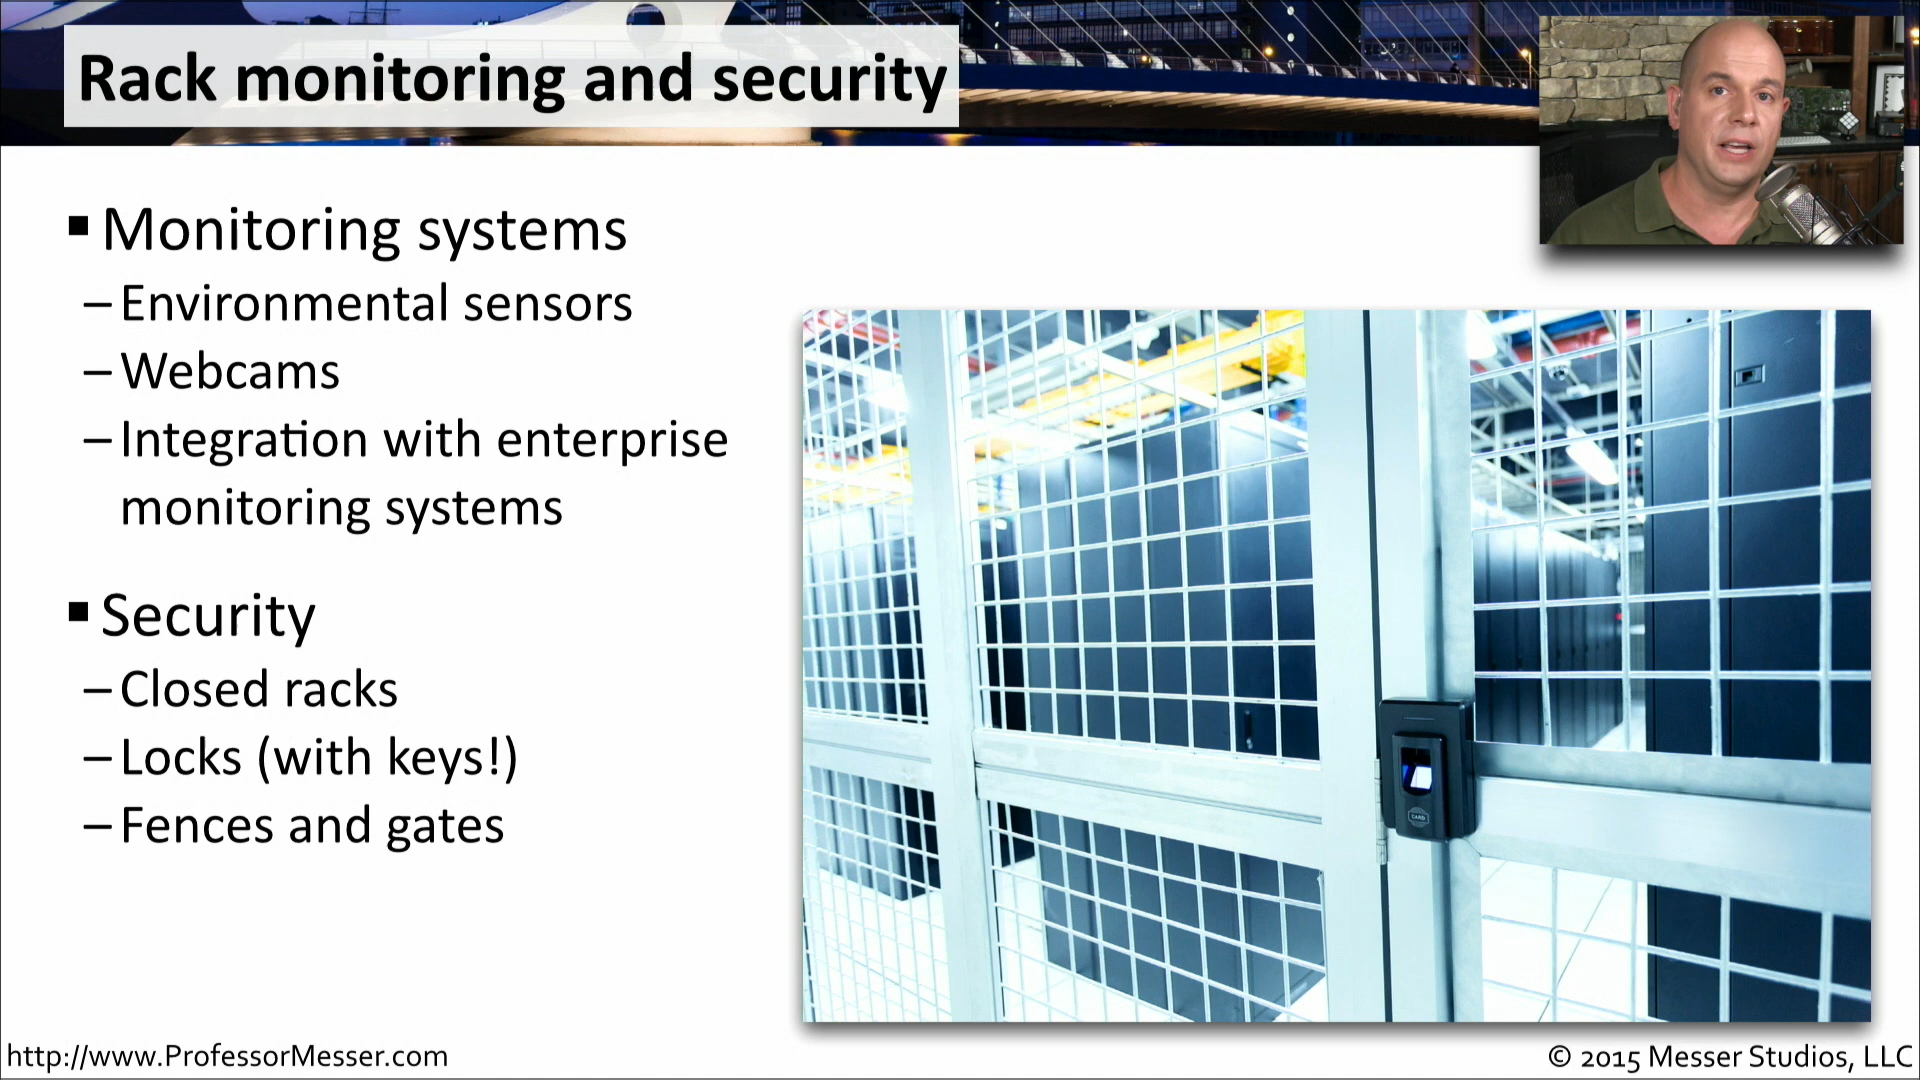 Rack monitoring and security
▪ Monitoring systems
– Environmental sensors
– Webcams
– Integration with enterprise
monitoring systems
▪ Security
– Closed racks
– Locks (with keys!)
– Fences and gates
CARD
http://www.ProfessorMesser.com
© 2015 Messer Studios, LLC